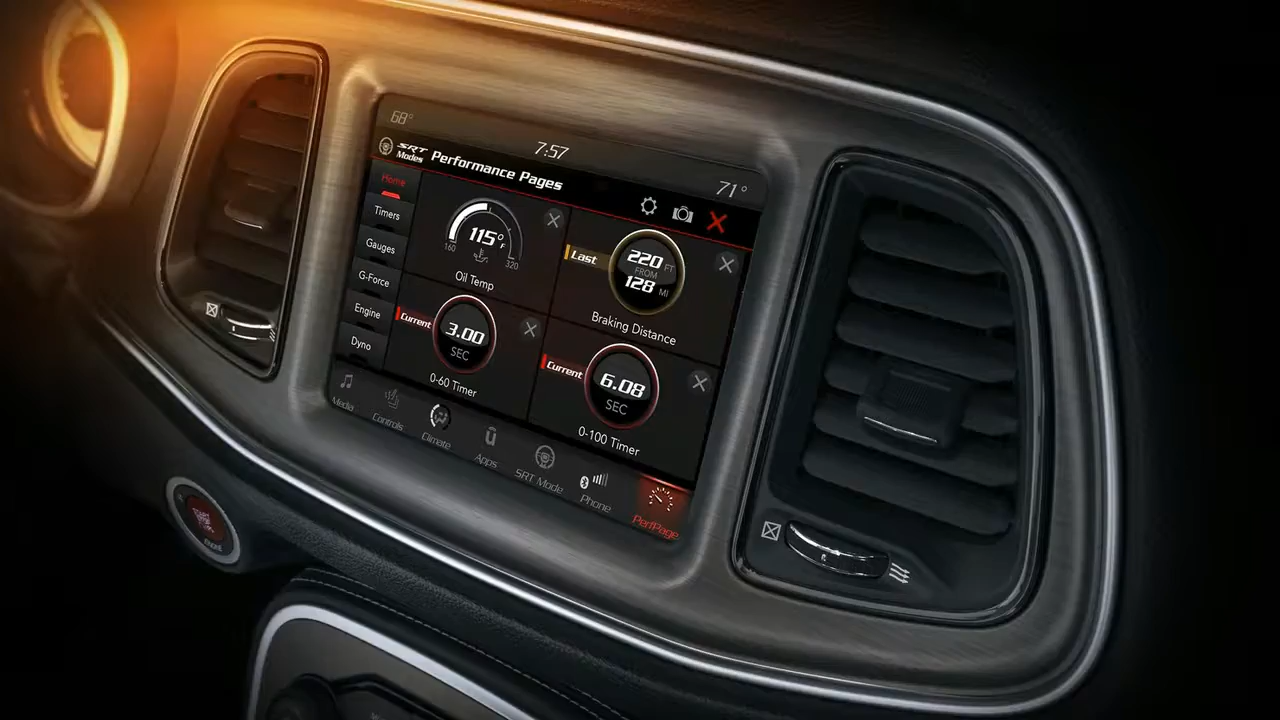 68°
7:57
71°
SRT
Modes
Performance Pages
Home
Timers
Gauges
G-Force
Engine
Dyno
115°F
160
320
Oil Temp
Last
220 FT
FROM
128 MI
Braking Distance
Current
3.00
SEC
0-60 Timer
Current
6.08
SEC
0-100 Timer
Media
Controls
Climate
Apps
SRT Mode
Phone
PerfPage
ENGINE
START